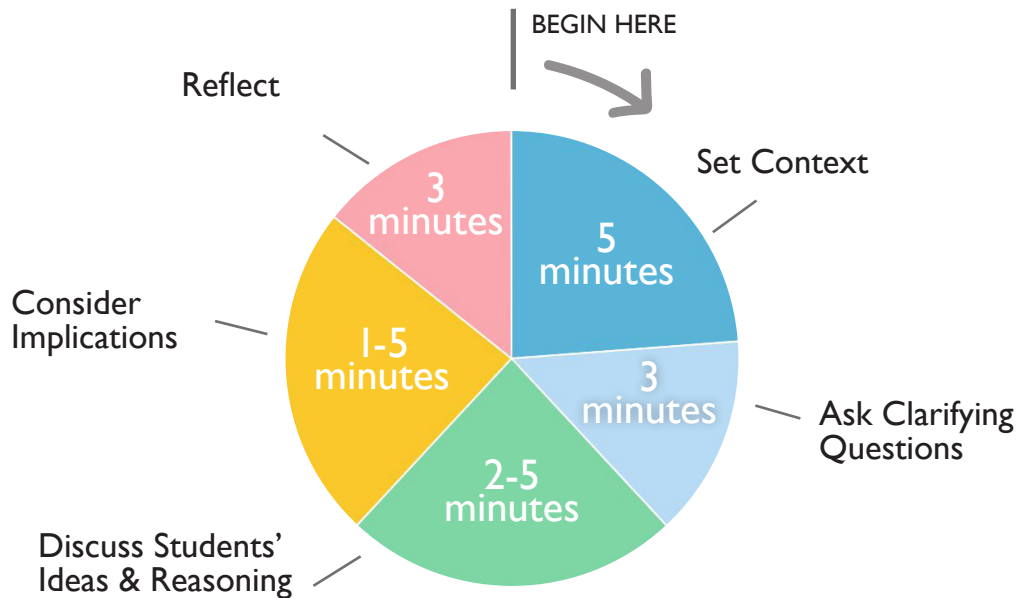 BEGIN HERE
Set Context
5
minutes
Ask Clarifying
Questions
3
minutes
Discuss Students’
Ideas & Reasoning
2-5
minutes
Consider
Implications
1-5
minutes
Reflect
3
minutes